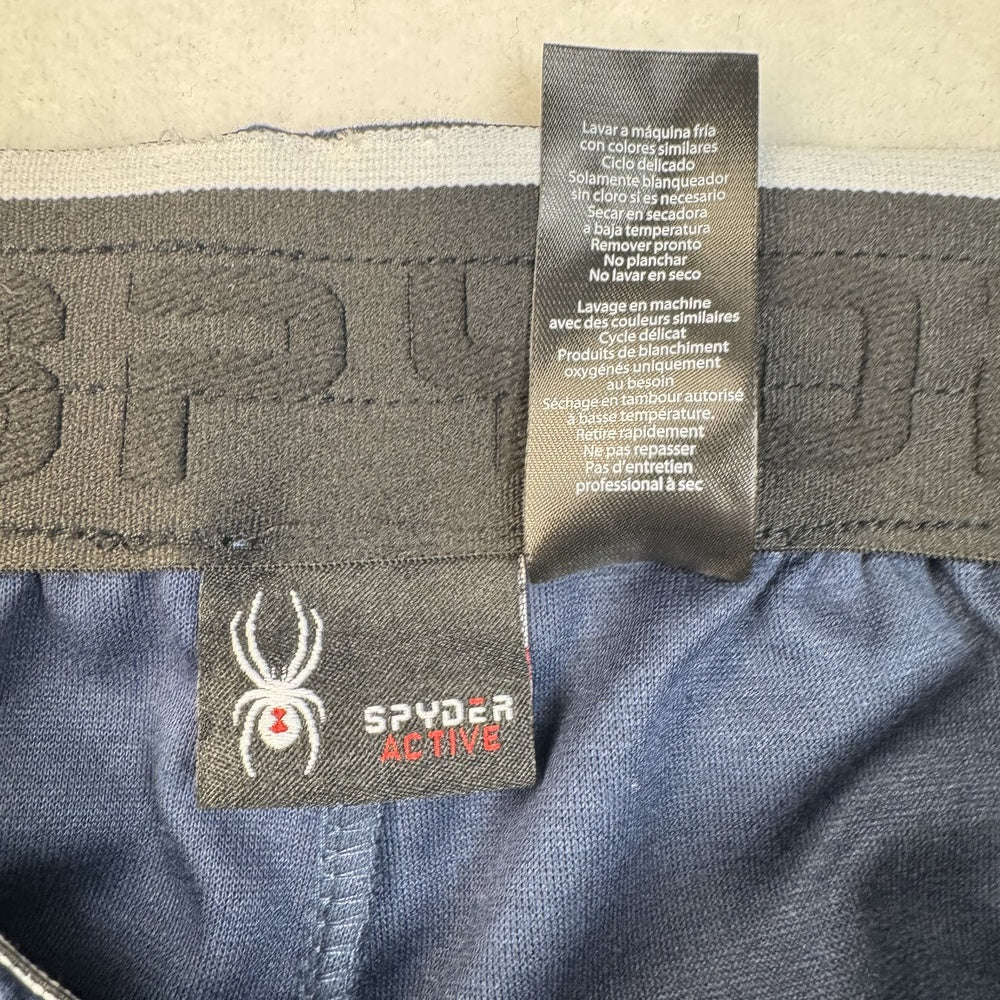 Lavar a máquina fría
con colores similares
Ciclo delicado
Solamente blanqueador
sin cloro si es necesario
Secar en secadora
a baja temperatura
Remover pronto
No planchar
No lavar en seco
Lavage en machine
avec des couleurs similaires
Cycle délicat
Produits de blanchiment
oxygénés uniquement
au besoin
Séchage en tambour autorisé
à basse température.
Retire rapidement
Ne pas repasser
Pas d'entretien
professional à sec
SPY
SPYDER
ACTIVE